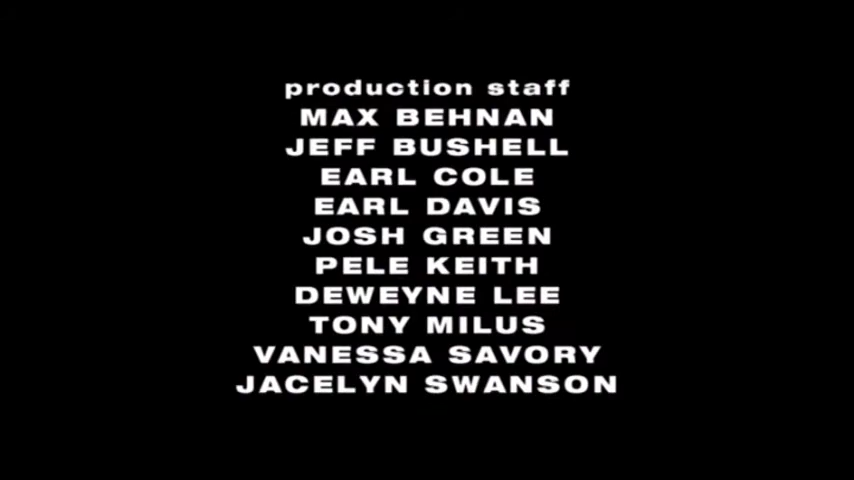 production staff
MAX BEHNAN
JEFF BUSHELL
EARL COLE
EARL DAVIS
JOSH GREEN
PELE KEITH
DEWEYNE LEE
TONY MILUS
VANESSA SAVORY
JACELYN SWANSON